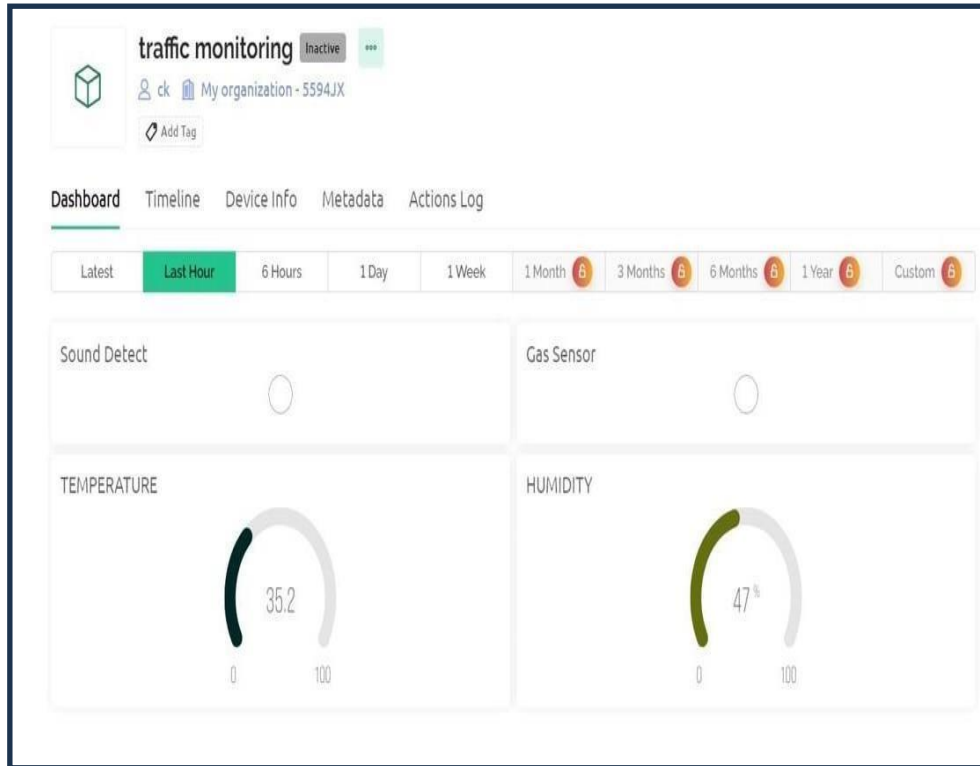 traffic monitoring Inactive
ck My organization - 5594JX
Add Tag
Dashboard Timeline Device Info Metadata Actions Log
Latest Last Hour 6 Hours 1 Day 1 Week 1 Month 3 Months 6 Months 1 Year Custom
Sound Detect
Gas Sensor
TEMPERATURE
35.2
0 100
HUMIDITY
47 %
0 100